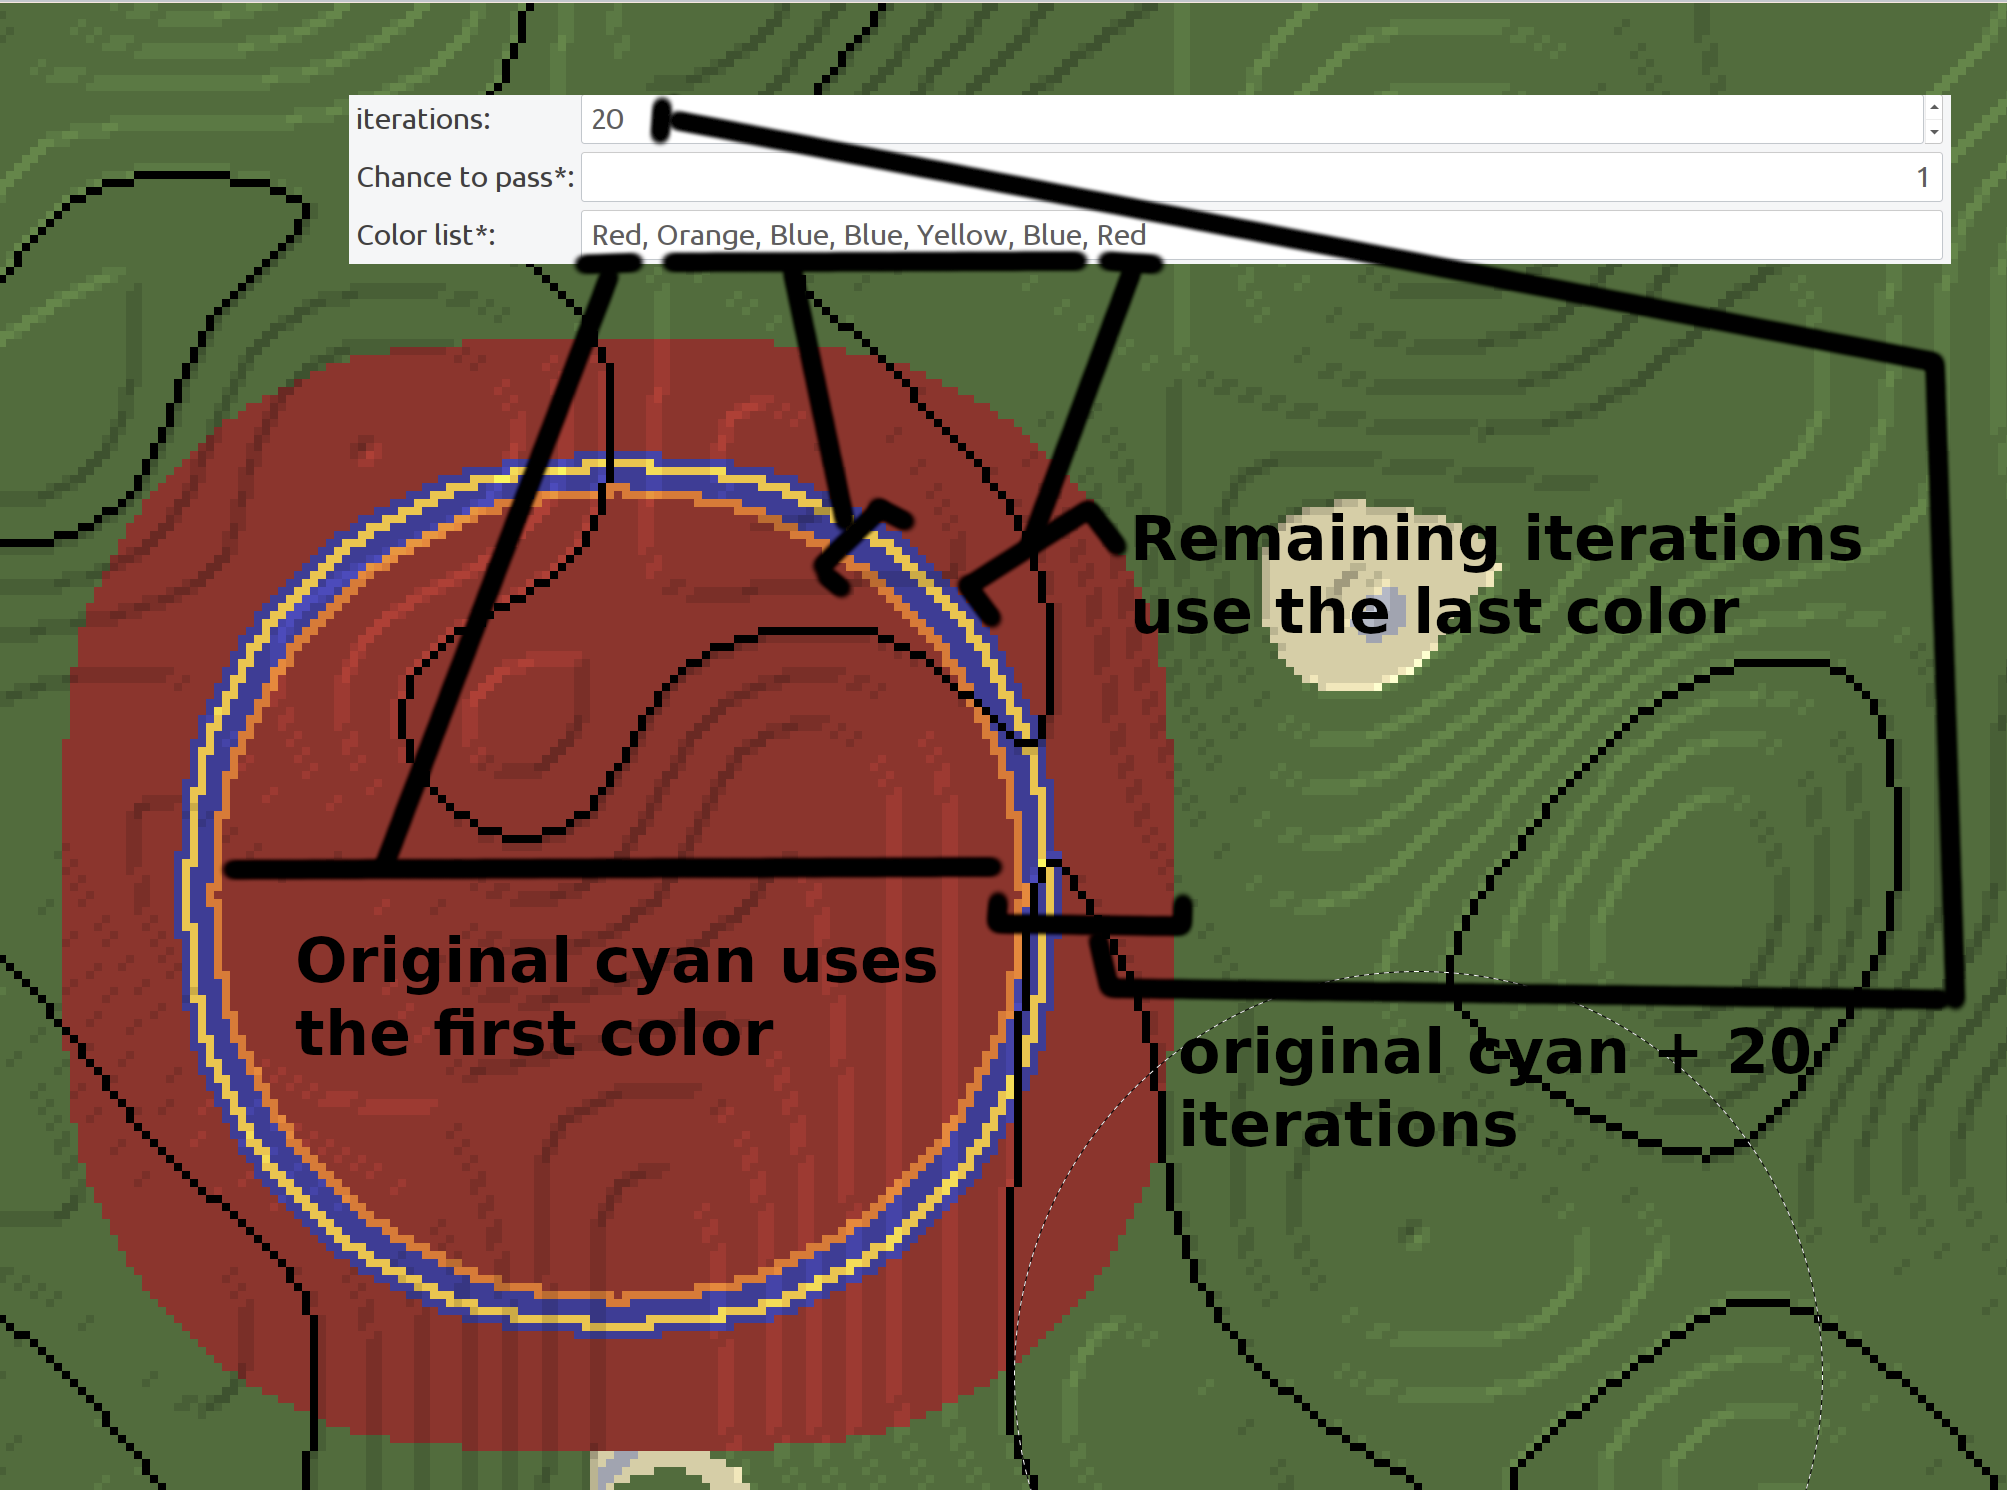 iterations: 20
Chance to pass*: 1
Color list*: Red, Orange, Blue, Blue, Yellow, Blue, Red
Remaining iterations
use the last color
Original cyan uses
the first color
original cyan + 20
iterations